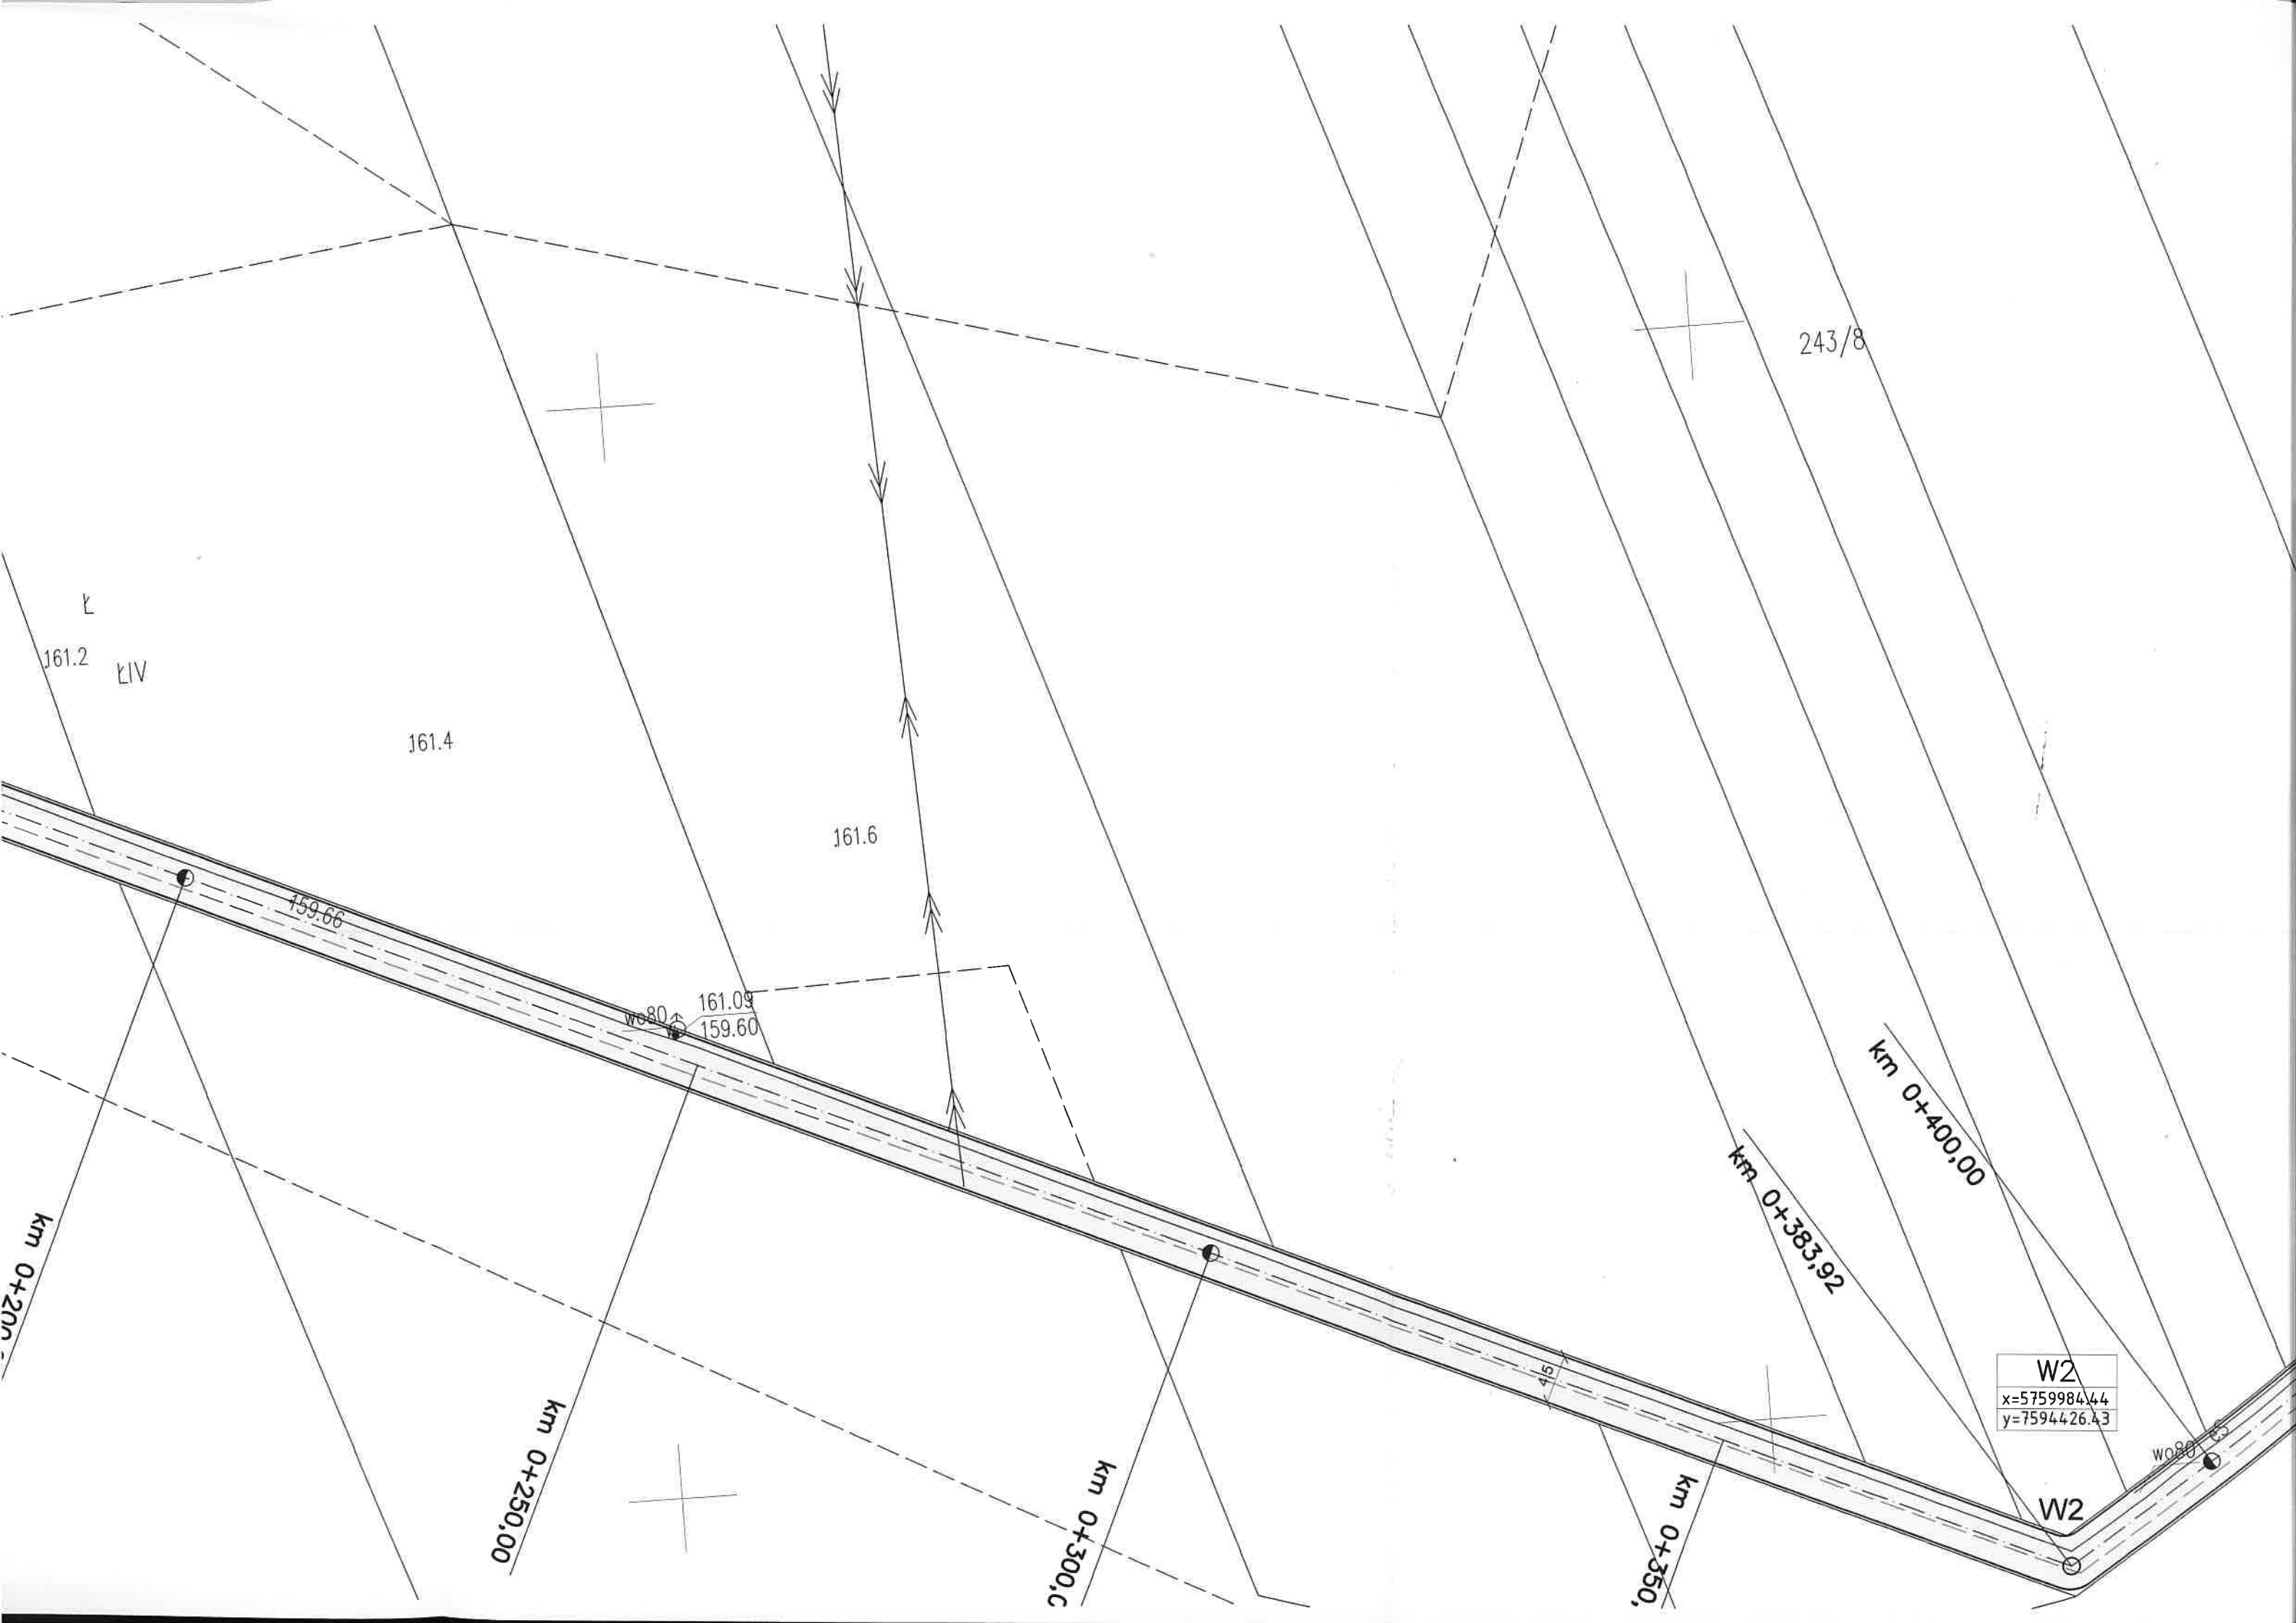 243/8
Ł
161.2
ŁIV
161.4
161.6
159.66
wo80
161.09
159.60
km 0+200
km 0+250,00
km 0+300,0
km 0+350,
45
km 0+383,92
km 0+400,00
W2
x=5759984.44
y=7594426.43
wo80
W2